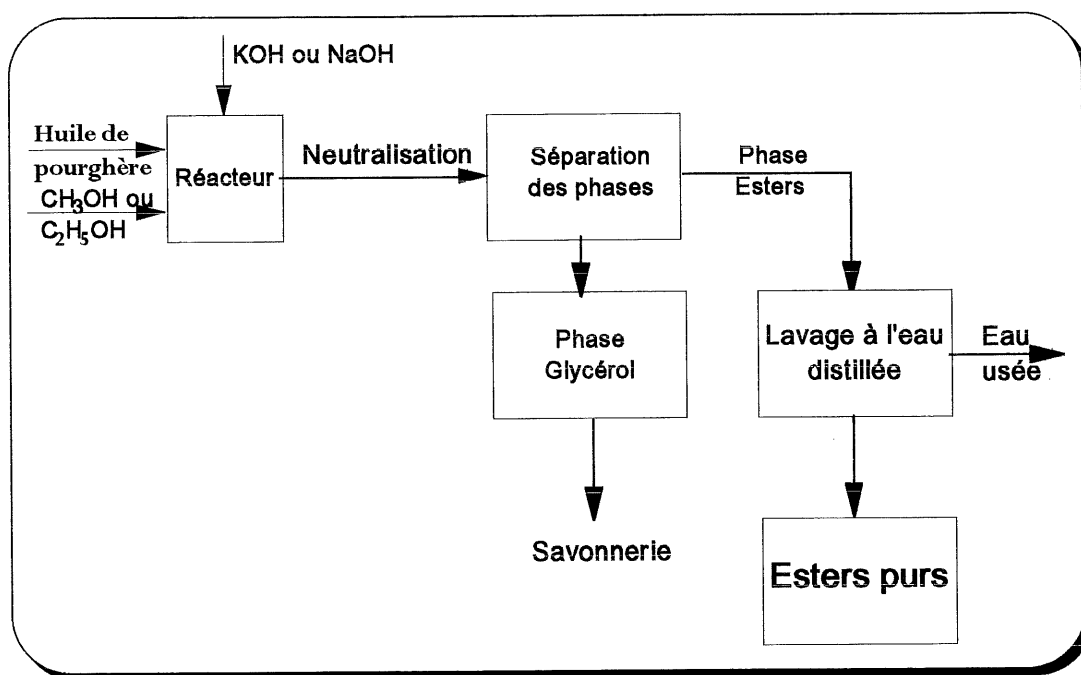 KOH ou NaOH
Huile de
pourghère
CH₃OH ou
C₂H₅OH
Réacteur
Neutralisation
Séparation
des phases
Phase
Esters
Phase
Glycérol
Lavage à l'eau
distillée
Eau
usée
Savonnerie
Esters purs